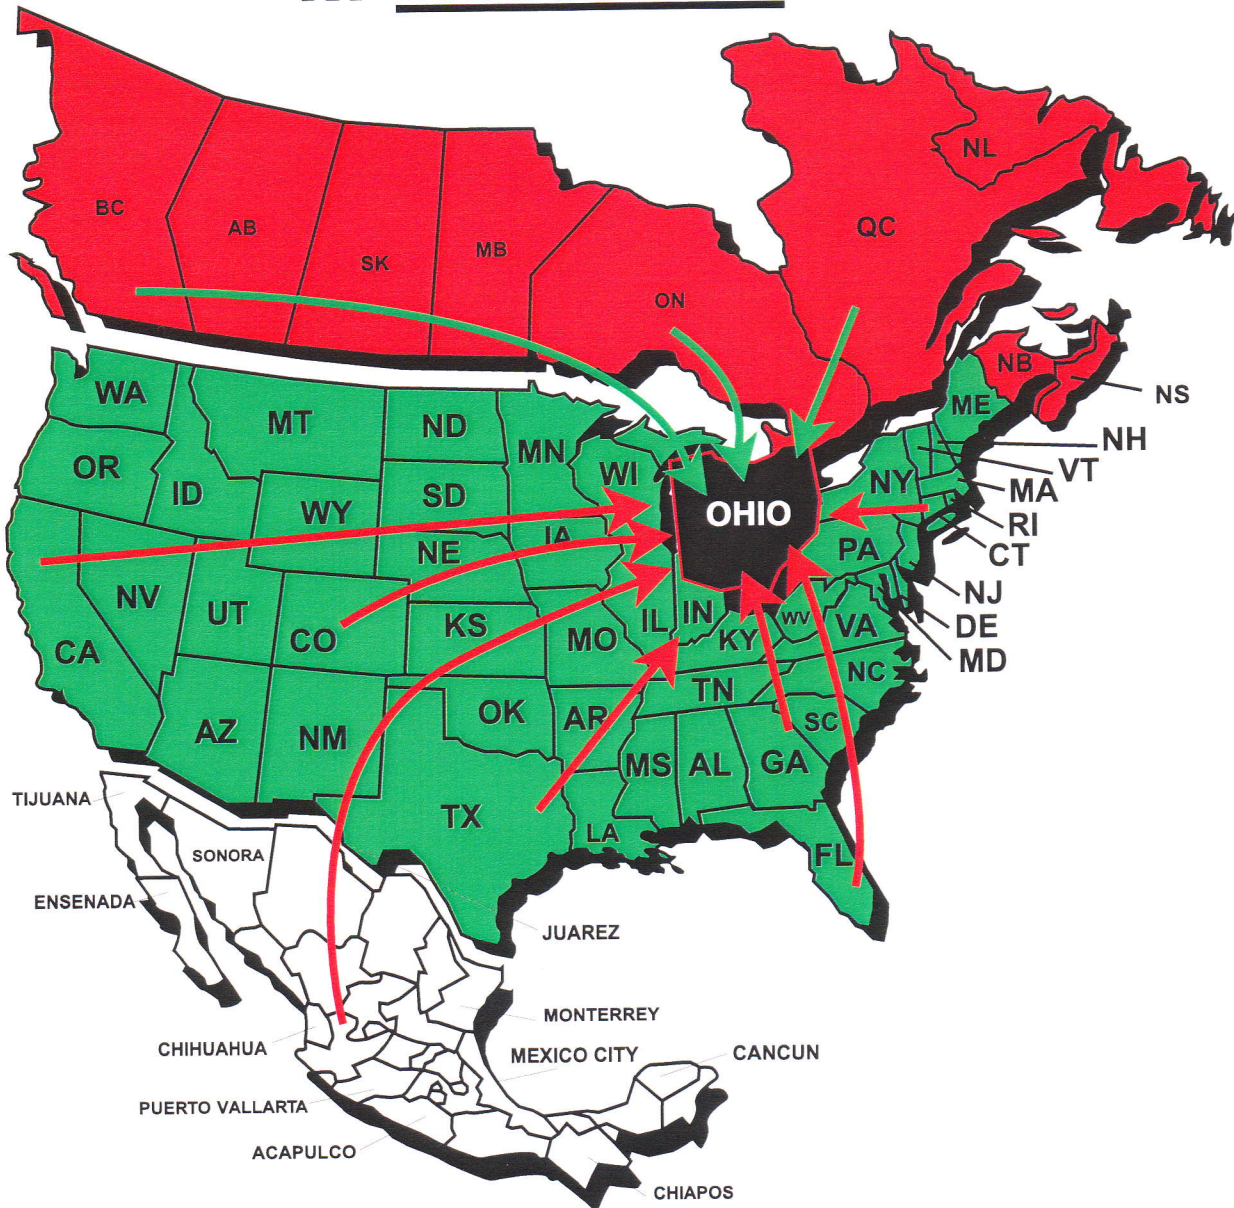 NL
BC
AB
SK
MB
QC
ON
NB
NS
WA
MT
ND
MN
ME
NH
VT
OR
ID
WY
SD
WI
NY
MA
RI
CT
OHIO
IA
NE
PA
NJ
NV
UT
CO
KS
MO
IL
IN
KY
WV
VA
DE
MD
CA
AZ
NM
OK
AR
TN
NC
SC
MS
AL
GA
TX
LA
FL
TIJUANA
SONORA
ENSENADA
JUAREZ
MONTERREY
CHIHUAHUA
MEXICO CITY
CANCUN
PUERTO VALLARTA
ACAPULCO
CHIAPOS